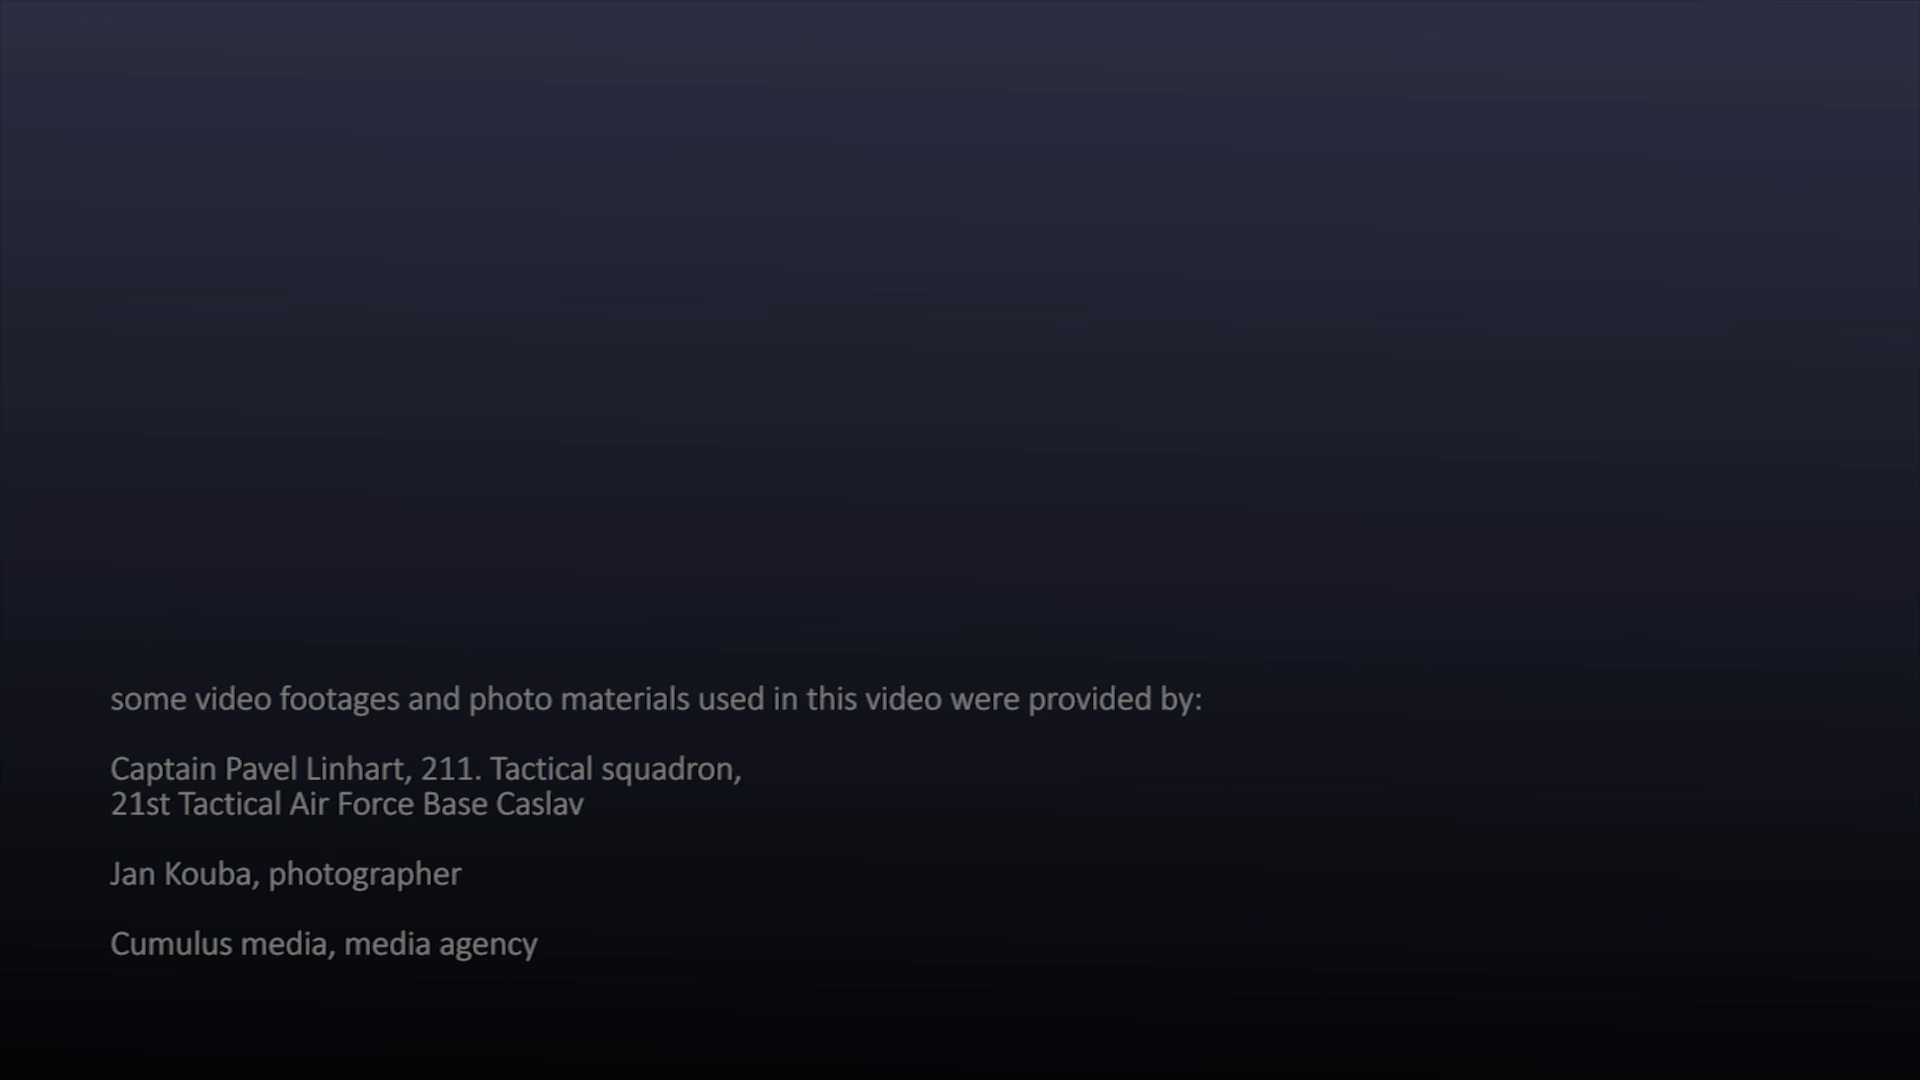 some video footages and photo materials used in this video were provided by:
Captain Pavel Linhart, 211. Tactical squadron,
21st Tactical Air Force Base Caslav
Jan Kouba, photographer
Cumulus media, media agency